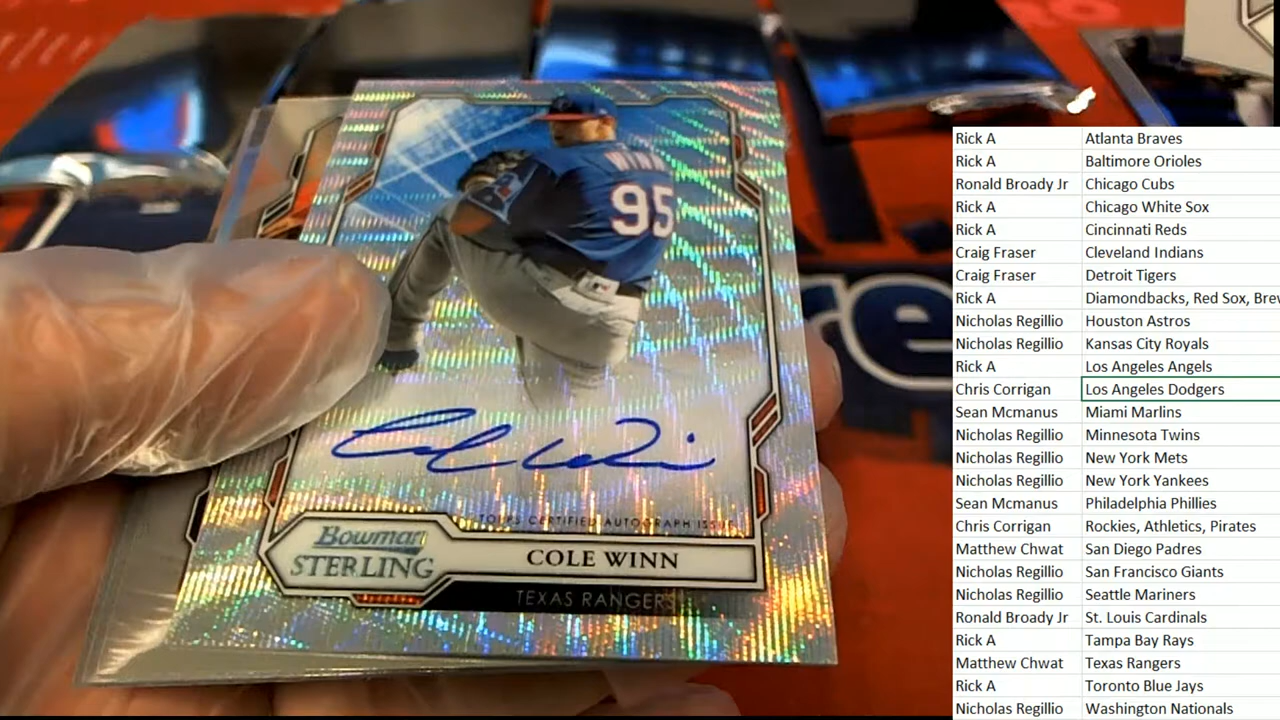 WINN
95
TOPPS CERTIFIED AUTOGRAPH ISSUE
Bowman
STERLING
COLE WINN
TEXAS RANGERS
re
Rick A Atlanta Braves
Rick A Baltimore Orioles
Ronald Broady Jr Chicago Cubs
Rick A Chicago White Sox
Rick A Cincinnati Reds
Craig Fraser Cleveland Indians
Craig Fraser Detroit Tigers
Rick A Diamondbacks, Red Sox, Brew
Nicholas Regillio Houston Astros
Nicholas Regillio Kansas City Royals
Rick A Los Angeles Angels
Chris Corrigan Los Angeles Dodgers
Sean Mcmanus Miami Marlins
Nicholas Regillio Minnesota Twins
Nicholas Regillio New York Mets
Nicholas Regillio New York Yankees
Sean Mcmanus Philadelphia Phillies
Chris Corrigan Rockies, Athletics, Pirates
Matthew Chwat San Diego Padres
Nicholas Regillio San Francisco Giants
Nicholas Regillio Seattle Mariners
Ronald Broady Jr St. Louis Cardinals
Rick A Tampa Bay Rays
Matthew Chwat Texas Rangers
Rick A Toronto Blue Jays
Nicholas Regillio Washington Nationals